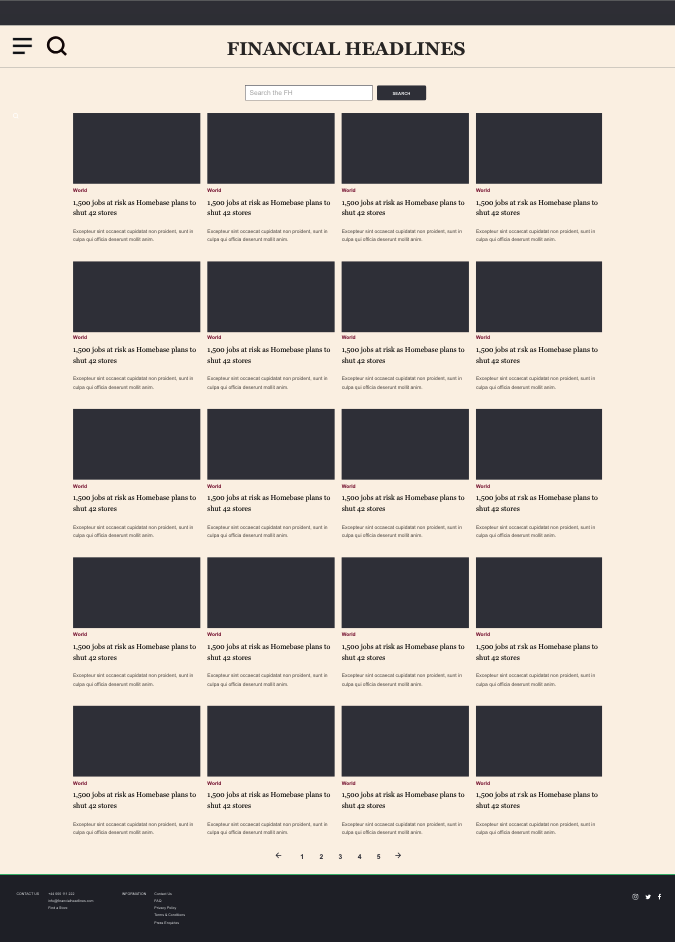 FINANCIAL HEADLINES
Search the FH
SEARCH
World World World World
1,500 jobs at risk as Homebase plans to 1,500 jobs at risk as Homebase plans to 1,500 jobs at risk as Homebase plans to 1,500 jobs at rsk as Homebase plans to
shut 42 stores shut 42 stores shut 42 stores shut 42 stores
Excepteur sint occaecat cupidatat non proident, sunt in Excepteur sint occaecat cupidatat non proident, sunt in Excepteur sint occaecat cupidatat non proident, sunt in Excepteur sint occaecat cupidatat non proident, sunt in
culpa qui officia deserunt mollit anim. culpa qui officia deserunt mollit anim. culpa qui officia deserunt mollit anim. culpa qui officia deserunt mollit anim.
World World World World
1,500 jobs at risk as Homebase plans to 1,500 jobs at risk as Homebase plans to 1,500 jobs at risk as Homebase plans to 1,500 jobs at rsk as Homebase plans to
shut 42 stores shut 42 stores shut 42 stores shut 42 stores
Excepteur sint occaecat cupidatat non proident, sunt in Excepteur sint occaecat cupidatat non proident, sunt in Excepteur sint occaecat cupidatat non proident, sunt in Excepteur sint occaecat cupidatat non proident, sunt in
culpa qui officia deserunt mollit anim. culpa qui officia deserunt mollit anim. culpa qui officia deserunt mollit anim. culpa qui officia deserunt mollit anim.
World World World World
1,500 jobs at risk as Homebase plans to 1,500 jobs at risk as Homebase plans to 1,500 jobs at risk as Homebase plans to 1,500 jobs at rsk as Homebase plans to
shut 42 stores shut 42 stores shut 42 stores shut 42 stores
Excepteur sint occaecat cupidatat non proident, sunt in Excepteur sint occaecat cupidatat non proident, sunt in Excepteur sint occaecat cupidatat non proident, sunt in Excepteur sint occaecat cupidatat non proident, sunt in
culpa qui officia deserunt mollit anim. culpa qui officia deserunt mollit anim. culpa qui officia deserunt mollit anim. culpa qui officia deserunt mollit anim.
World World World World
1,500 jobs at risk as Homebase plans to 1,500 jobs at risk as Homebase plans to 1,500 jobs at risk as Homebase plans to 1,500 jobs at rsk as Homebase plans to
shut 42 stores shut 42 stores shut 42 stores shut 42 stores
Excepteur sint occaecat cupidatat non proident, sunt in Excepteur sint occaecat cupidatat non proident, sunt in Excepteur sint occaecat cupidatat non proident, sunt in Excepteur sint occaecat cupidatat non proident, sunt in
culpa qui officia deserunt mollit anim. culpa qui officia deserunt mollit anim. culpa qui officia deserunt mollit anim. culpa qui officia deserunt mollit anim.
World World World World
1,500 jobs at risk as Homebase plans to 1,500 jobs at risk as Homebase plans to 1,500 jobs at risk as Homebase plans to 1,500 jobs at rsk as Homebase plans to
shut 42 stores shut 42 stores shut 42 stores shut 42 stores
Excepteur sint occaecat cupidatat non proident, sunt in Excepteur sint occaecat cupidatat non proident, sunt in Excepteur sint occaecat cupidatat non proident, sunt in Excepteur sint occaecat cupidatat non proident, sunt in
culpa qui officia deserunt mollit anim. culpa qui officia deserunt mollit anim. culpa qui officia deserunt mollit anim. culpa qui officia deserunt mollit anim.
← 1 2 3 4 5 →
CONTACT US INFORMATION Contact Us
info@financialheadlines.com FAQ
Find a Store Privacy Policy
Terms & Conditions
Press Enquiries